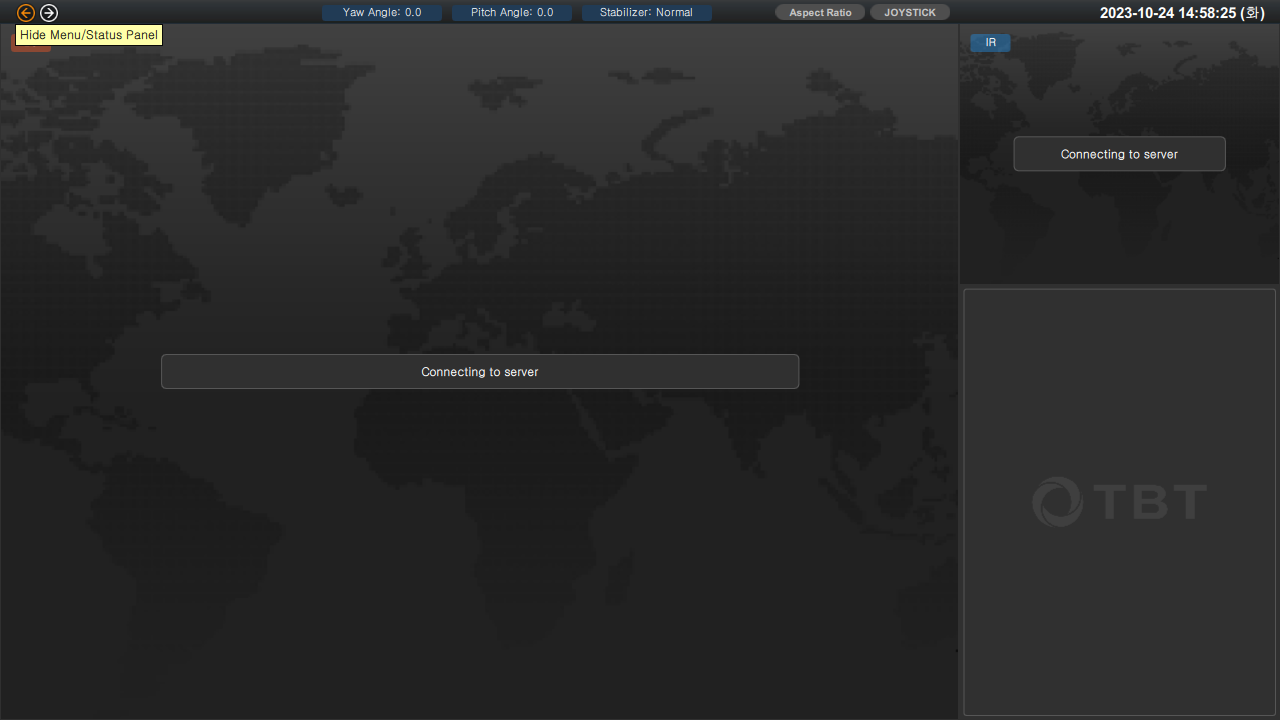 Yaw Angle: 0.0
Pitch Angle: 0.0
Stabilizer: Normal
Aspect Ratio
JOYSTICK
2023-10-24 14:58:25 (화)
Hide Menu/Status Panel
IR
Connecting to server
Connecting to server
TBT